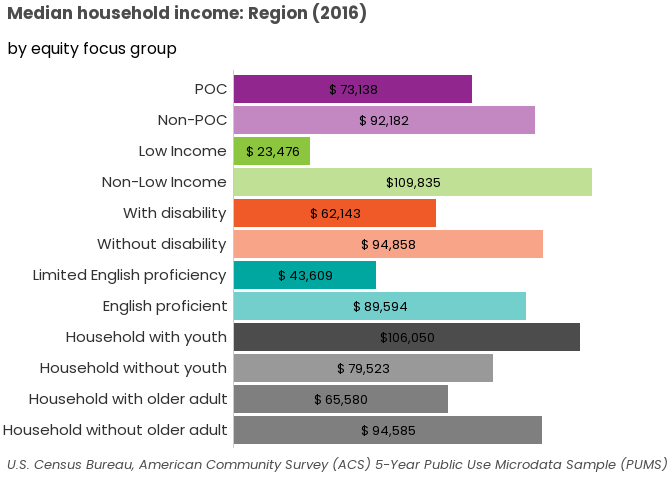 Median household income: Region (2016)
by equity focus group
POC $ 73,138
Non-POC $ 92,182
Low Income $ 23,476
Non-Low Income $109,835
With disability $ 62,143
Without disability $ 94,858
Limited English proficiency $ 43,609
English proficient $ 89,594
Household with youth $106,050
Household without youth $ 79,523
Household with older adult $ 65,580
Household without older adult $ 94,585
U.S. Census Bureau, American Community Survey (ACS) 5-Year Public Use Microdata Sample (PUMS)